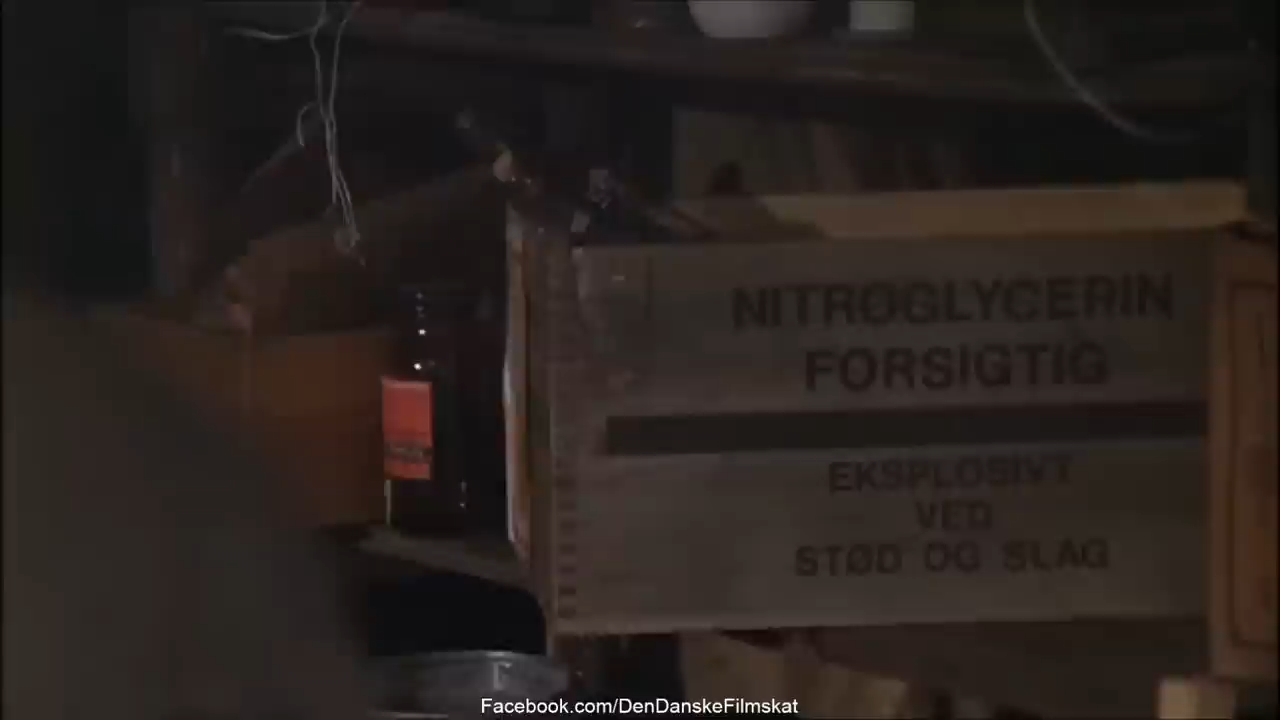 NITROGLYCERIN
FORSIGTIG
EKSPLOSIVT
VED
STØD OG SLAG
Facebook.com/DenDanskeFilmskat